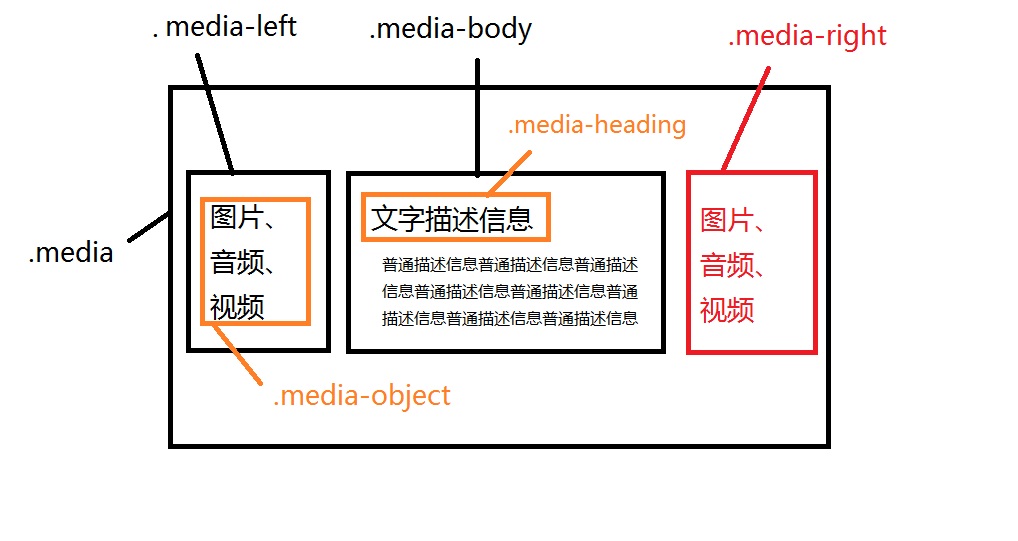 . media-left
.media-body
.media-right
.media-heading
.media
图片、
音频、
视频
文字描述信息
普通描述信息普通描述信息普通描述
信息普通描述信息普通描述信息普通
描述信息普通描述信息普通描述信息
图片、
音频、
视频
.media-object